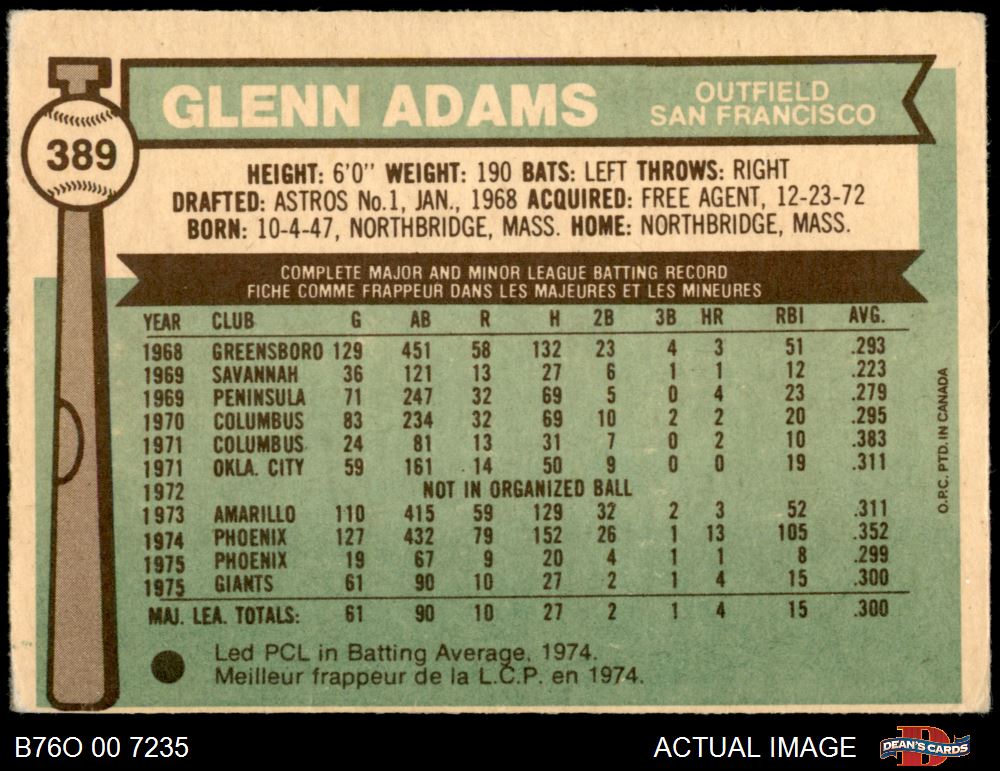 389
GLENN ADAMS
OUTFIELD
SAN FRANCISCO
HEIGHT: 6'0" WEIGHT: 190 BATS: LEFT THROWS: RIGHT
DRAFTED: ASTROS No.1, JAN., 1968 ACQUIRED: FREE AGENT, 12-23-72
BORN: 10-4-47, NORTHBRIDGE, MASS. HOME: NORTHBRIDGE, MASS.
COMPLETE MAJOR AND MINOR LEAGUE BATTING RECORD
FICHE COMME FRAPPEUR DANS LES MAJEURES ET LES MINEURES
YEAR CLUB G AB R H 2B 3B HR RBI AVG.
1968 GREENSBORO 129 451 58 132 23 4 3 51 .293
1969 SAVANNAH 36 121 13 27 6 1 1 12 .223
1969 PENINSULA 71 247 32 69 5 0 4 23 .279
1970 COLUMBUS 83 234 32 69 10 2 2 20 .295
1971 COLUMBUS 24 81 13 31 7 0 2 10 .383
1971 OKLA. CITY 59 161 14 50 9 0 0 19 .311
1972 NOT IN ORGANIZED BALL
1973 AMARILLO 110 415 59 129 32 2 3 52 .311
1974 PHOENIX 127 432 79 152 26 1 13 105 .352
1975 PHOENIX 19 67 9 20 4 1 1 8 .299
1975 GIANTS 61 90 10 27 2 1 4 15 .300
MAJ. LEA. TOTALS: 61 90 10 27 2 1 4 15 .300
Led PCL in Batting Average, 1974.
Meilleur frappeur de la L.C.P. en 1974.
O.P.C. PTD. IN CANADA
B76O 00 7235
ACTUAL IMAGE
DEAN'S CARDS